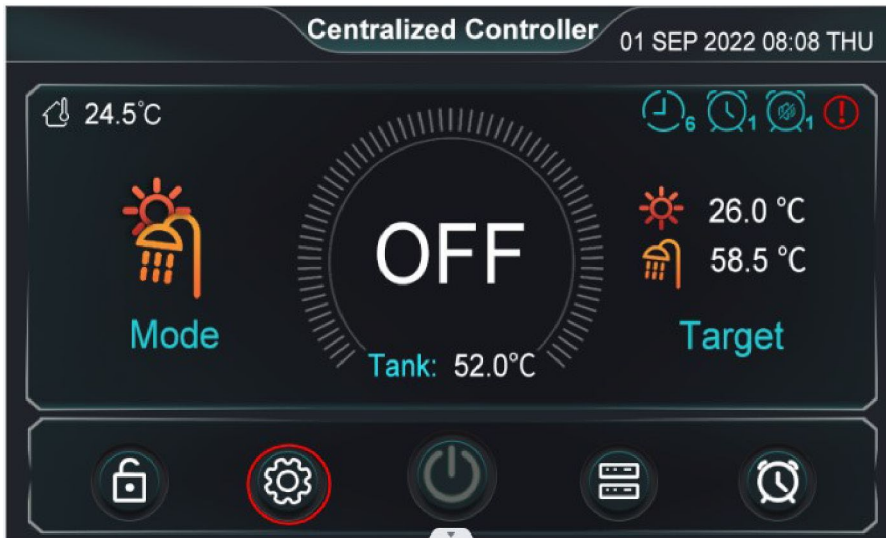 Centralized Controller
01 SEP 2022 08:08 THU
24.5°C
6
1
1
OFF
26.0 °C
58.5 °C
Mode
Target
Tank: 52.0°C